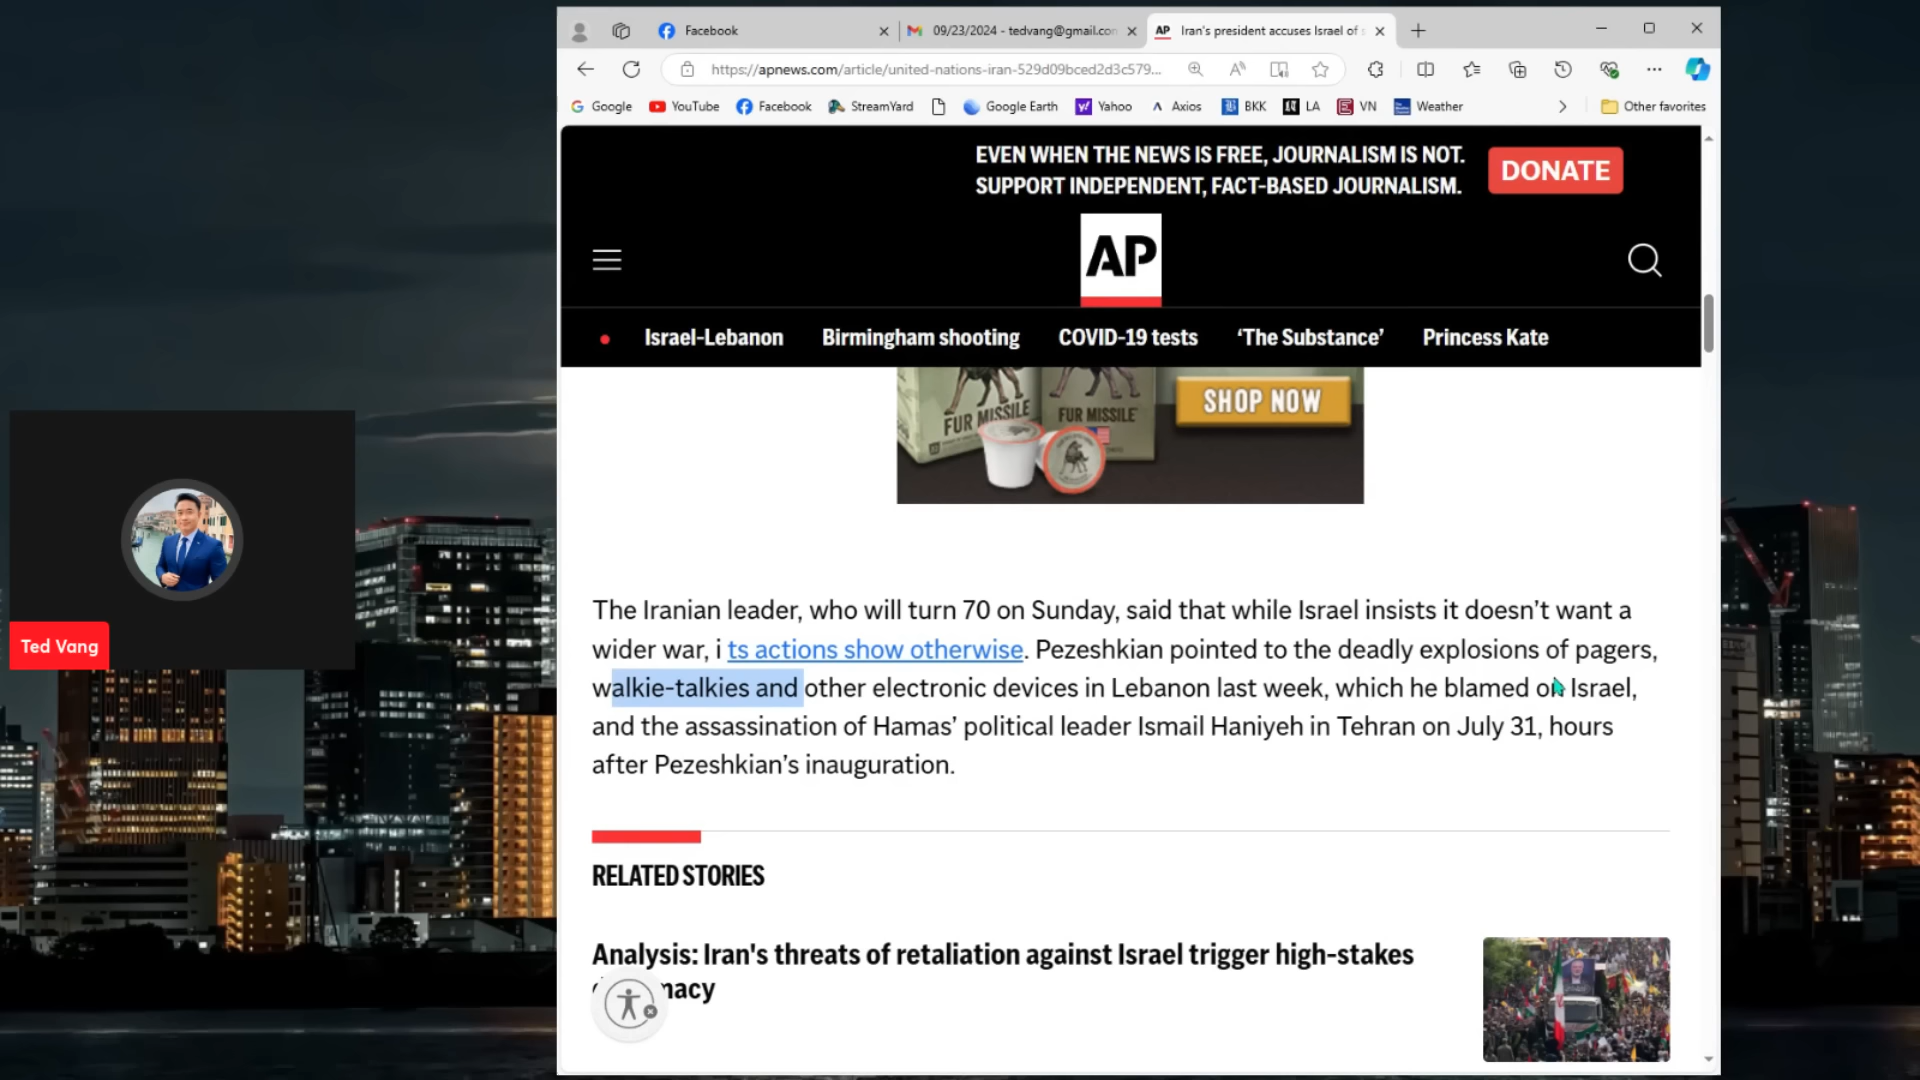 Facebook
09/23/2024 - tedvang@gmail.con
AP Iran's president accuses Israel of s
https://apnews.com/article/united-nations-iran-529d09bced2d3c579...
Google YouTube Facebook StreamYard Google Earth Yahoo Axios BKK LA VN Weather Other favorites
EVEN WHEN THE NEWS IS FREE, JOURNALISM IS NOT.
SUPPORT INDEPENDENT, FACT-BASED JOURNALISM.
DONATE
AP
Israel-Lebanon Birmingham shooting COVID-19 tests ‘The Substance’ Princess Kate
FUR MISSILE FUR MISSILE
SHOP NOW
The Iranian leader, who will turn 70 on Sunday, said that while Israel insists it doesn’t want a
wider war, i ts actions show otherwise. Pezeshkian pointed to the deadly explosions of pagers,
walkie-talkies and other electronic devices in Lebanon last week, which he blamed on Israel,
and the assassination of Hamas’ political leader Ismail Haniyeh in Tehran on July 31, hours
after Pezeshkian’s inauguration.
RELATED STORIES
Analysis: Iran's threats of retaliation against Israel trigger high-stakes
macy
Ted Vang